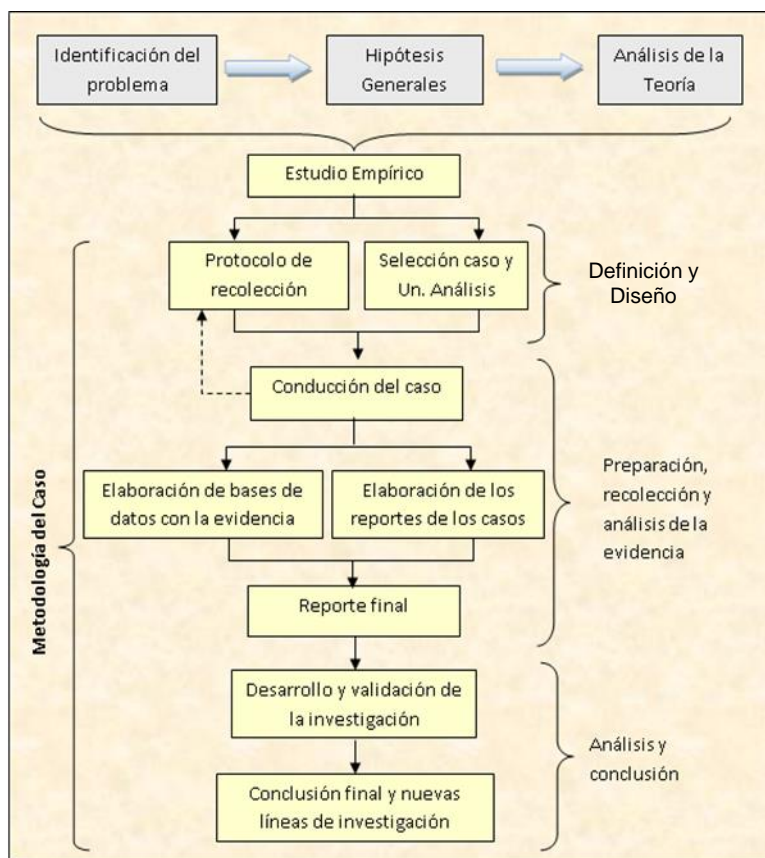 Identificación del
problema
Hipótesis
Generales
Análisis de la
Teoría
Estudio Empírico
Protocolo de
recolección
Selección caso y
Un. Análisis
Definición y
Diseño
Conducción del caso
Elaboración de bases de
datos con la evidencia
Elaboración de los
reportes de los casos
Preparación,
recolección y
análisis de la
evidencia
Metodología del Caso
Reporte final
Desarrollo y validación de
la investigación
Análisis y
conclusión
Conclusión final y nuevas
líneas de investigación